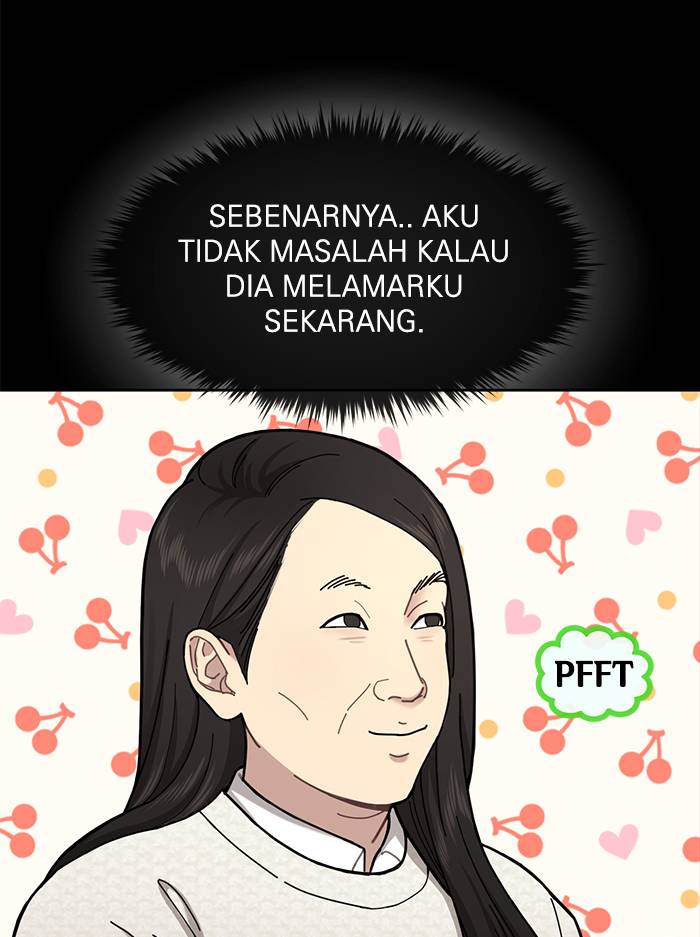 SEBENARNYA.. AKU
TIDAK MASALAH KALAU
DIA MELAMARKU
SEKARANG.
PFFT